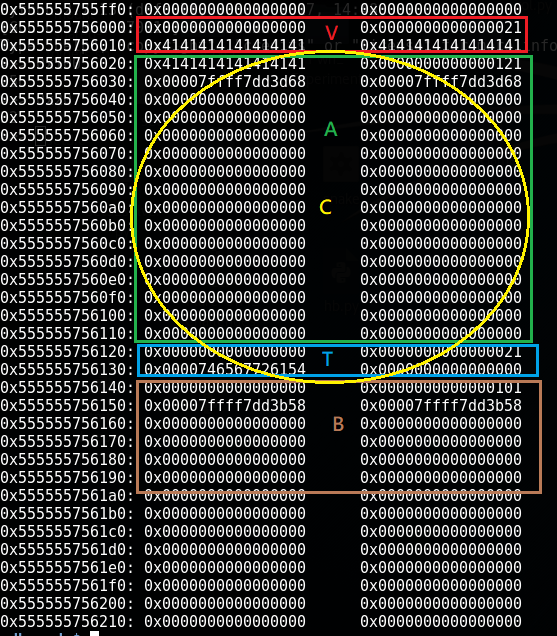 0x555555755ff0: 0x0000000000000000 7, 14: 0x0000000000000000
0x555555756000: 0x0000000000000000 V 0x0000000000000021
0x555555756010: 0x4141414141414141 " or " 0x4141414141414141 nfo
0x555555756020: 0x4141414141414141 0x0000000000000121
0x555555756030: 0x00007ffff7dd3d68 0x00007ffff7dd3d68
0x555555756040: 0x0000000000000000 0x0000000000000000
0x555555756050: 0x0000000000000000 0x0000000000000000
0x555555756060: 0x0000000000000000 A 0x0000000000000000
0x555555756070: 0x0000000000000000 0x0000000000000000
0x555555756080: 0x0000000000000000 0x0000000000000000
0x555555756090: 0x0000000000000000 0x0000000000000000
0x5555557560a0: 0x0000000000000000 C 0x0000000000000000
0x5555557560b0: 0x0000000000000000 0x0000000000000000
0x5555557560c0: 0x0000000000000000 0x0000000000000000
0x5555557560d0: 0x0000000000000000 0x0000000000000000
0x5555557560e0: 0x0000000000000000 0x0000000000000000
0x5555557560f0: 0x0000000000000000 0x0000000000000000
0x555555756100: 0x0000000000000000 0x0000000000000000
0x555555756110: 0x0000000000000000 0x0000000000000000
0x555555756120: 0x0000000000000000 T 0x0000000000000021
0x555555756130: 0x0000746567726154 0x0000000000000000
0x555555756140: 0x0000000000000000 0x0000000000000101
0x555555756150: 0x00007ffff7dd3b58 0x00007ffff7dd3b58
0x555555756160: 0x0000000000000000 B 0x0000000000000000
0x555555756170: 0x0000000000000000 0x0000000000000000
0x555555756180: 0x0000000000000000 0x0000000000000000
0x555555756190: 0x0000000000000000 0x0000000000000000
0x5555557561a0: 0x0000000000000000 0x0000000000000000
0x5555557561b0: 0x0000000000000000 0x0000000000000000
0x5555557561c0: 0x0000000000000000 0x0000000000000000
0x5555557561d0: 0x0000000000000000 0x0000000000000000
0x5555557561e0: 0x0000000000000000 0x0000000000000000
0x5555557561f0: 0x0000000000000000 0x0000000000000000
0x555555756200: 0x0000000000000000 0x0000000000000000
0x555555756210: 0x0000000000000000 0x0000000000000000